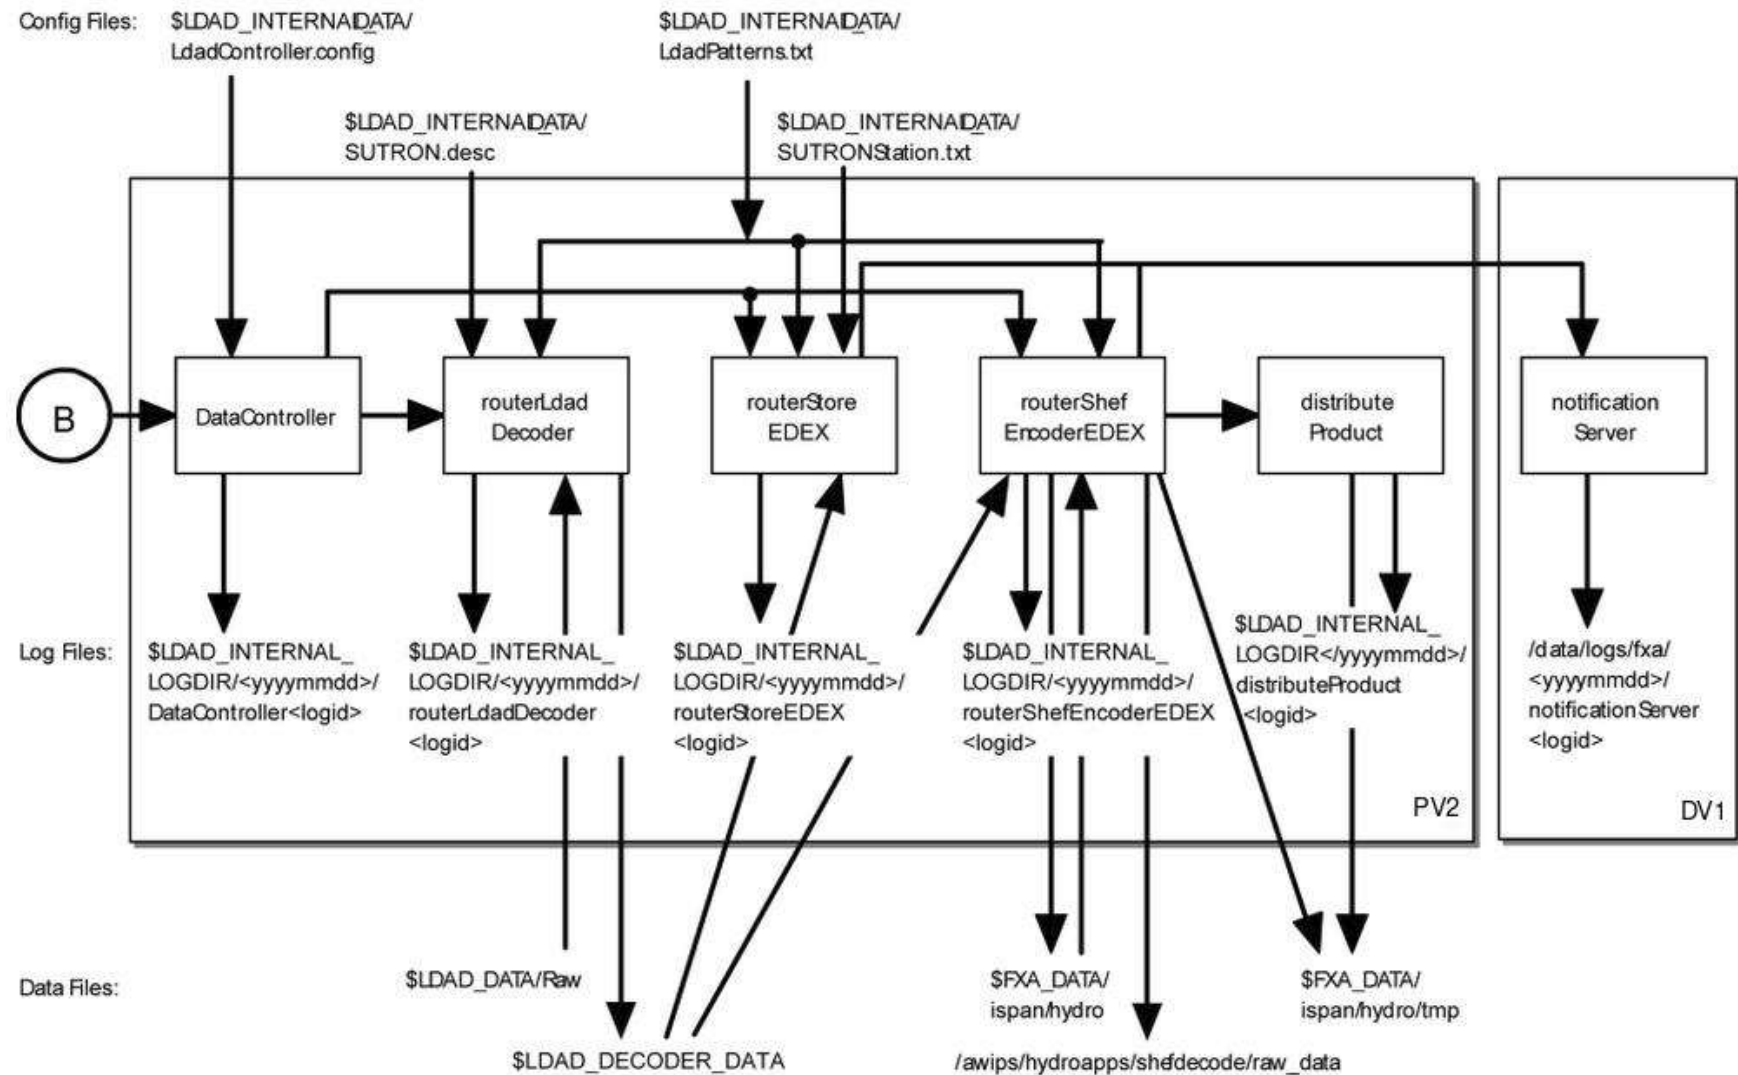 Config Files:
$LDAD_INTERNALDATA/
LdadController.config
$LDAD_INTERNALDATA/
LdadPatterns.txt
$LDAD_INTERNALDATA/
SUTRON.desc
$LDAD_INTERNALDATA/
SUTRONStation.txt
B
DataController
routerLdad
Decoder
routerStore
EDEX
routerShef
EncoderEDEX
distribute
Product
notification
Server
Log Files:
$LDAD_INTERNAL_
LOGDIR/<yyyymmdd>/
DataController<logid>
$LDAD_INTERNAL_
LOGDIR/<yyyymmdd>/
routerLdadDecoder
<logid>
$LDAD_INTERNAL_
LOGDIR/<yyyymmdd>/
routerStoreEDEX
<logid>
$LDAD_INTERNAL_
LOGDIR/<yyyymmdd>/
routerShefEncoderEDEX
<logid>
$LDAD_INTERNAL_
LOGDIR</yyyymmdd>/
distributeProduct
<logid>
/data/logs/fxa/
<yyyymmdd>/
notificationServer
<logid>
PV2
DV1
Data Files:
$LDAD_DATA/Raw
$LDAD_DECODER_DATA
$FXA_DATA/
ispan/hydro
$FXA_DATA/
ispan/hydro/tmp
/awips/hydroapps/shefdecode/raw_data